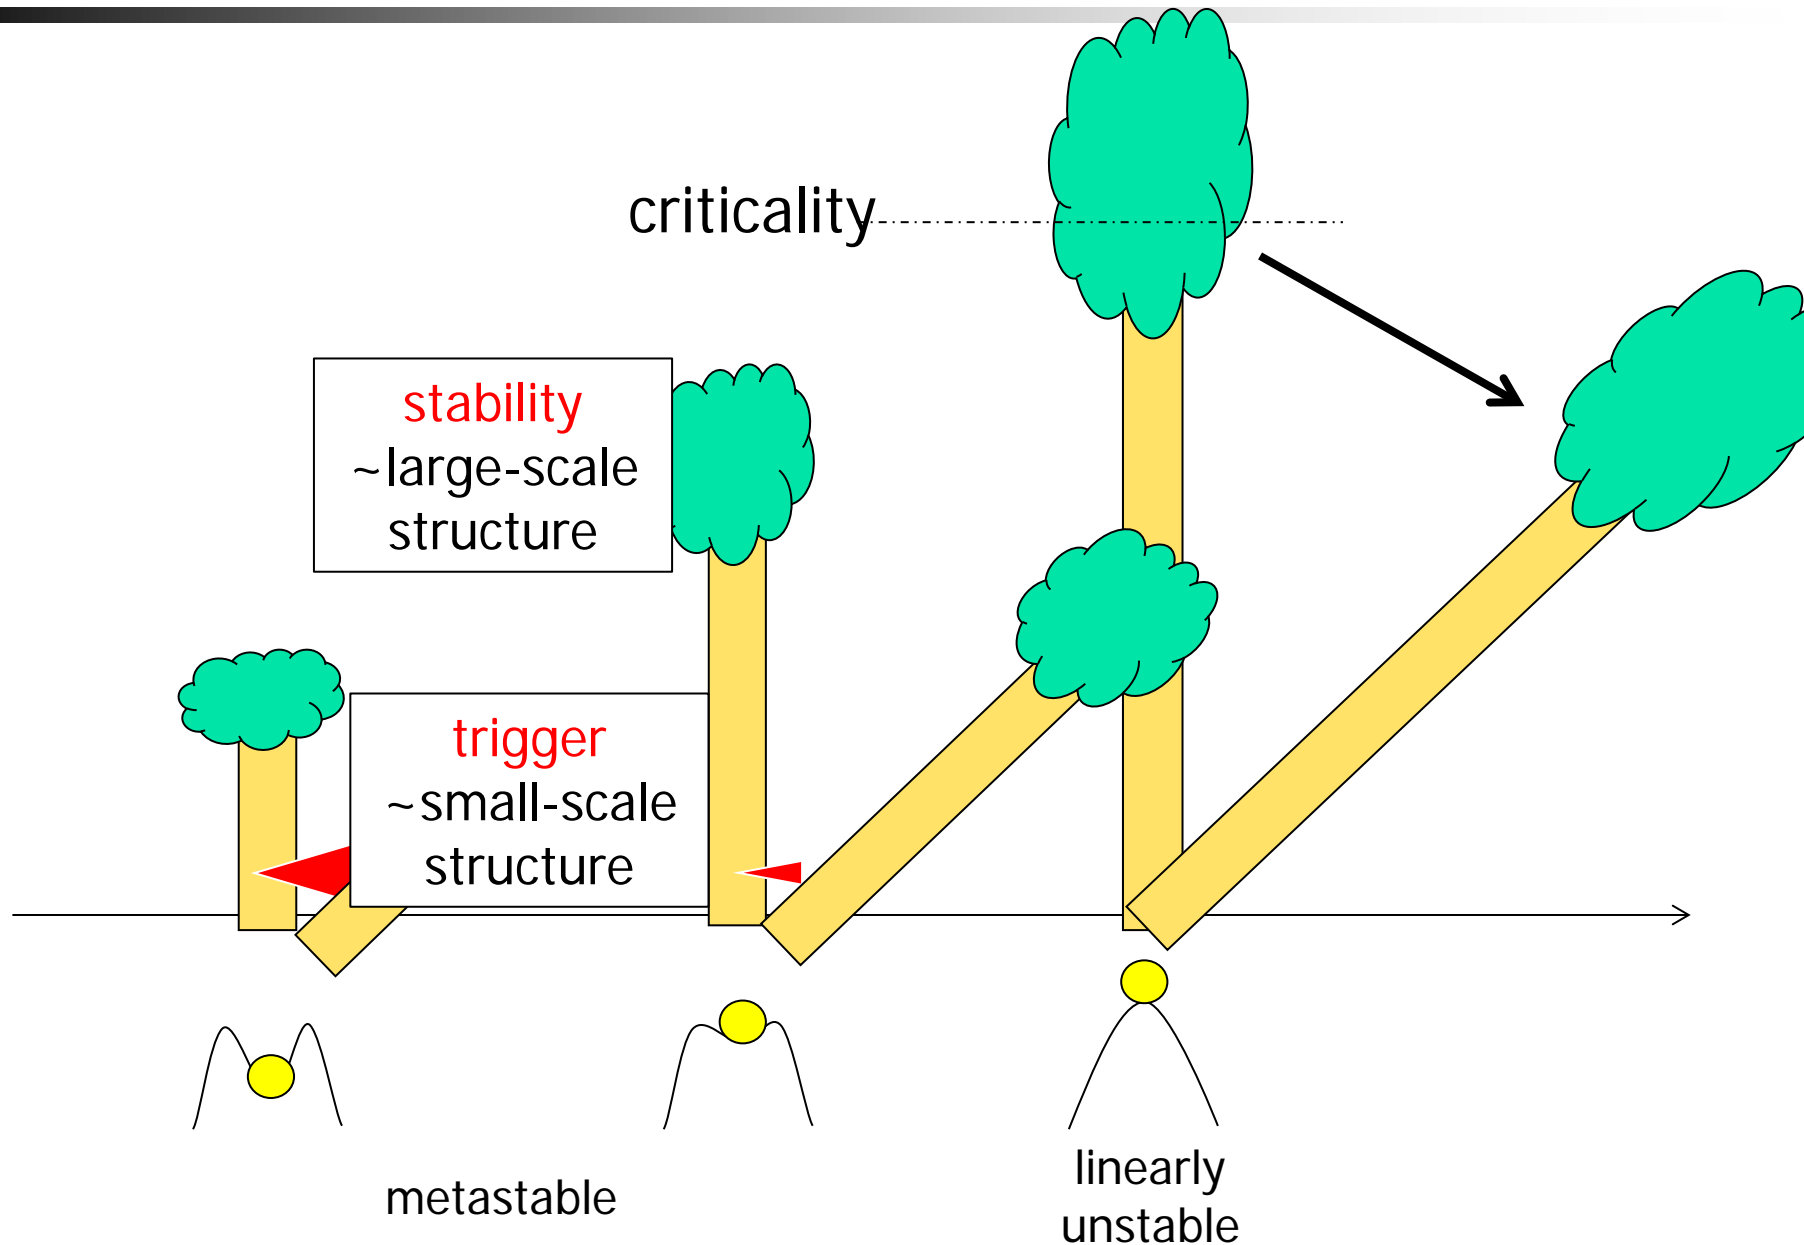 criticality
stability
~large-scale
structure
trigger
~small-scale
structure
metastable
linearly
unstable